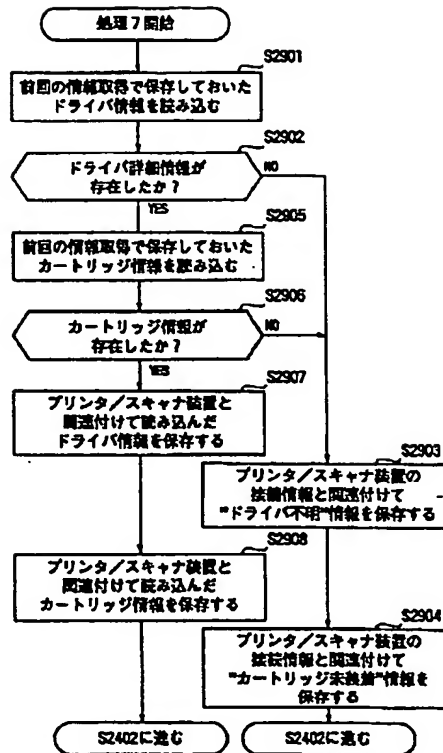 処理7開始
S2901
前回の情報取得で保存しておいた
ドライバ情報を読み込む
S2902
ドライバ詳細情報が
存在したか?
NO
YES
S2905
前回の情報取得で保存しておいた
カートリッジ情報を読み込む
S2906
カートリッジ情報が
存在したか?
NO
YES
S2907
プリンタ/スキャナ装置と
関連付けて読み込んだ
ドライバ情報を保存する
S2903
プリンタ/スキャナ装置の
接続情報と関連付けて
"ドライバ不明"情報を保存する
S2908
プリンタ/スキャナ装置と
関連付けて読み込んだ
カートリッジ情報を保存する
S2904
プリンタ/スキャナ装置の
接続情報と関連付けて
"カートリッジ未装着"情報を
保存する
S2402に進む
S2402に進む